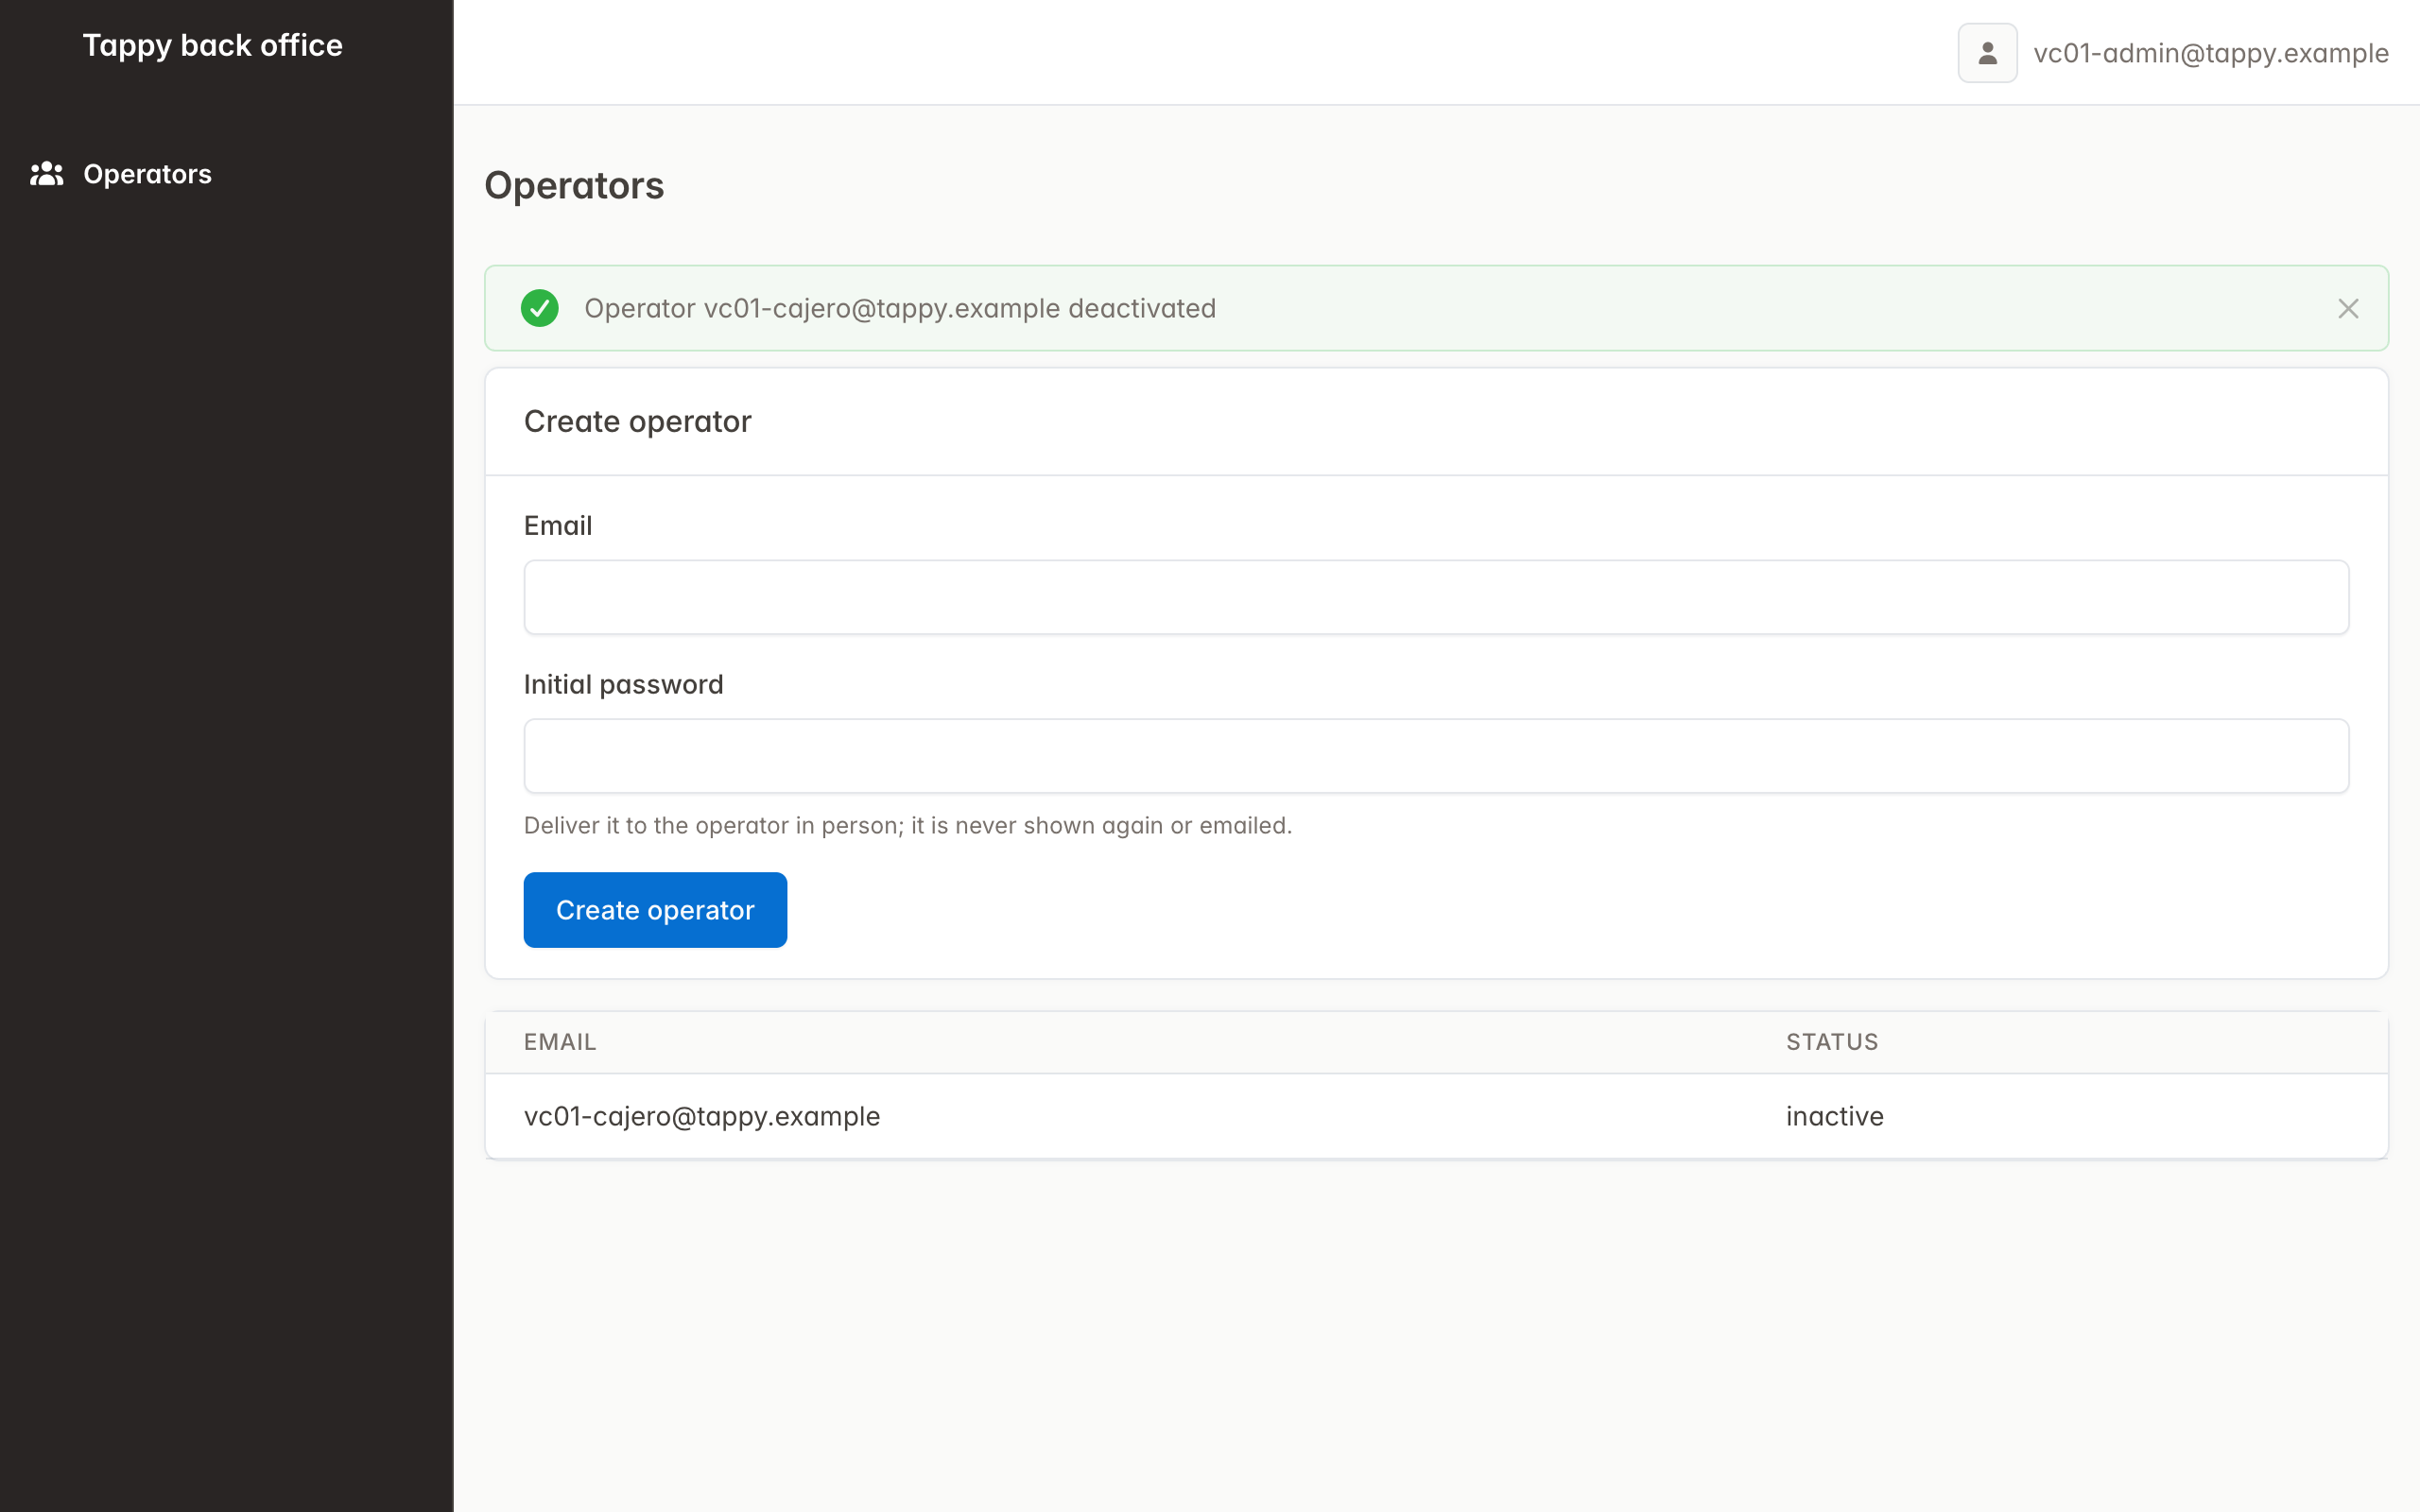 Tappy back office
vc01-admin@tappy.example
Operators
Operators
Operator vc01-cajero@tappy.example deactivated
Create operator
Email
Initial password
Deliver it to the operator in person; it is never shown again or emailed.
Create operator
EMAIL STATUS
vc01-cajero@tappy.example inactive